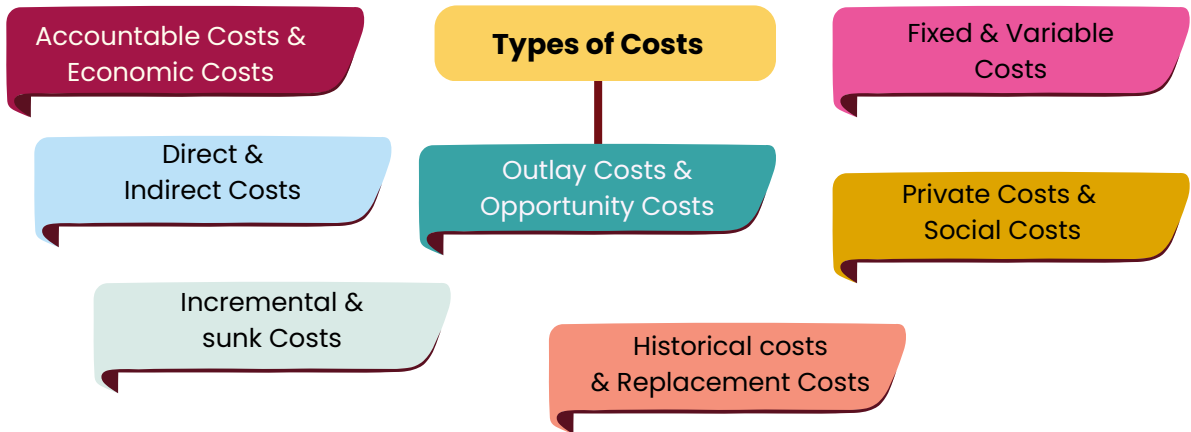 Types of Costs
Accountable Costs &
Economic Costs
Fixed & Variable
Costs
Direct &
Indirect Costs
Outlay Costs &
Opportunity Costs
Private Costs &
Social Costs
Incremental &
sunk Costs
Historical costs
& Replacement Costs